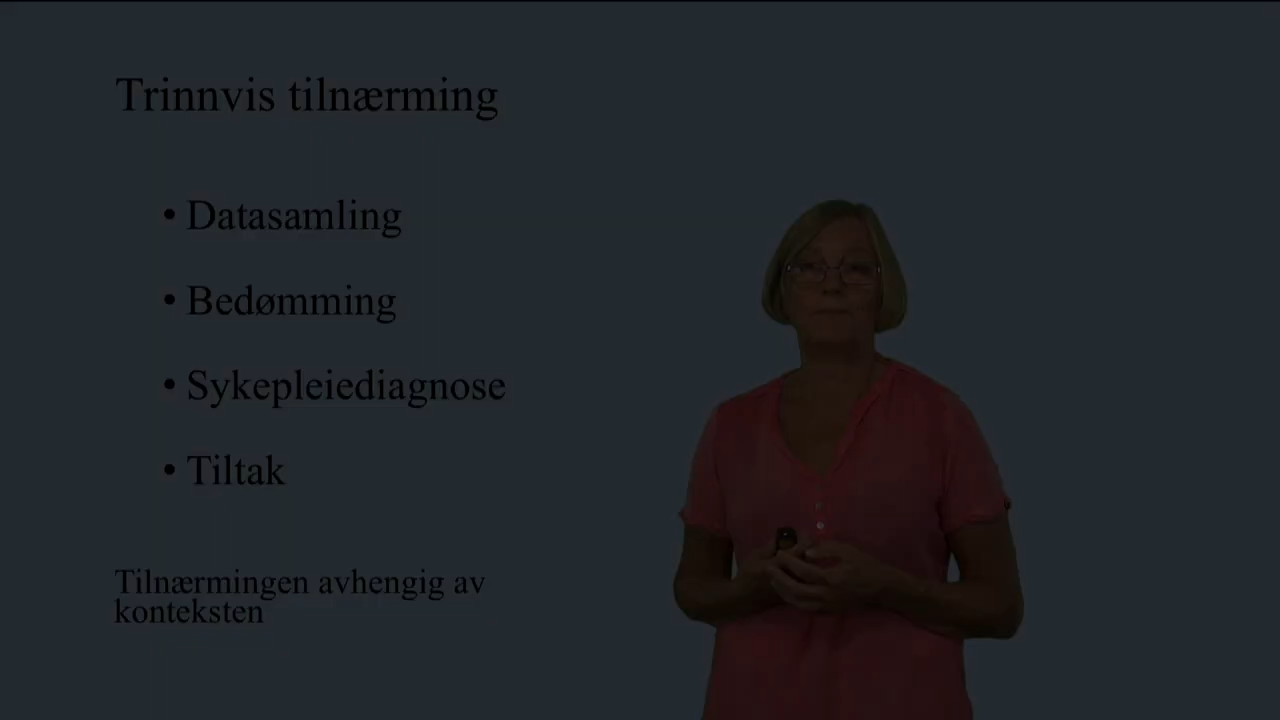 Trinnvis tilnærming
• Datasamling
• Bedømming
• Sykepleiediagnose
• Tiltak
Tilnærmingen avhengig av
konteksten